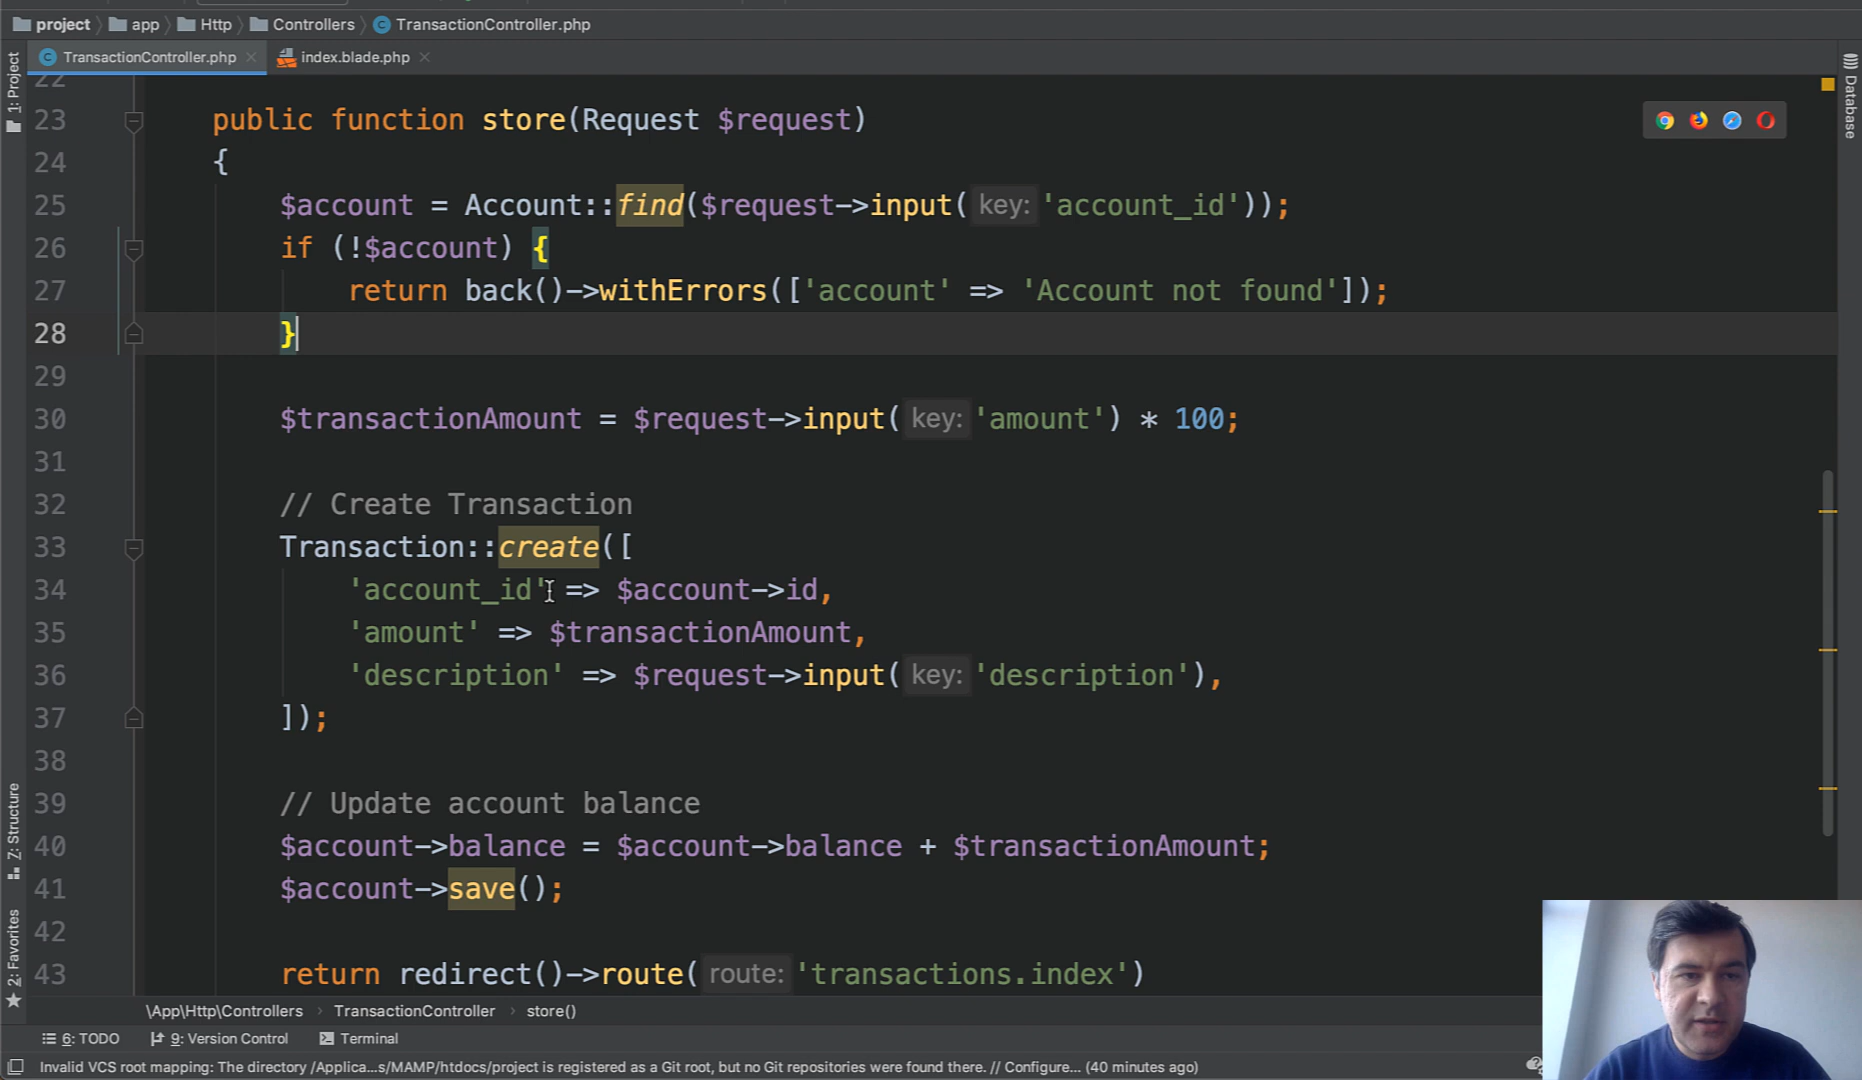 project app Http Controllers TransactionController.php
TransactionController.php index.blade.php
1: Project
Database
22
23 public function store(Request $request)
24 {
25 $account = Account::find($request->input( key: 'account_id'));
26 if (!$account) {
27 return back()->withErrors(['account' => 'Account not found']);
28 }
29
30 $transactionAmount = $request->input( key: 'amount') * 100;
31
32 // Create Transaction
33 Transaction::create([
34 'account_id' => $account->id,
35 'amount' => $transactionAmount,
36 'description' => $request->input( key: 'description'),
37 ]);
38
39 // Update account balance
40 $account->balance = $account->balance + $transactionAmount;
41 $account->save();
42
43 return redirect()->route( route: 'transactions.index')
Z: Structure
2: Favorites
\App\Http\Controllers › TransactionController › store()
6: TODO 9: Version Control Terminal
Invalid VCS root mapping: The directory /Applica...s/MAMP/htdocs/project is registered as a Git root, but no Git repositories were found there. // Configure... (40 minutes ago)